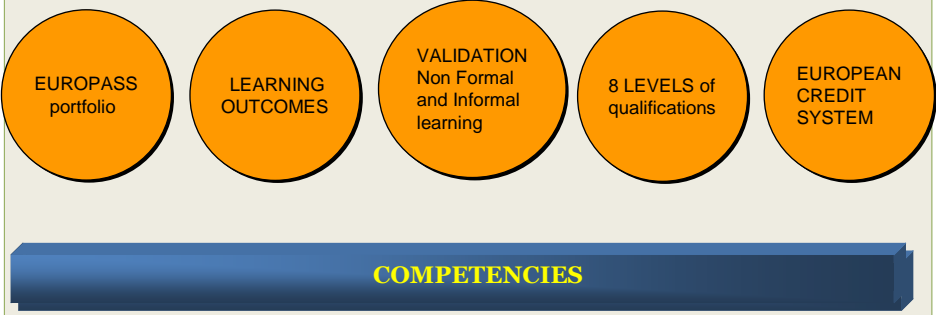 EUROPASS
portfolio
LEARNING
OUTCOMES
VALIDATION
Non Formal
and Informal
learning
8 LEVELS of
qualifications
EUROPEAN
CREDIT
SYSTEM
COMPETENCIES